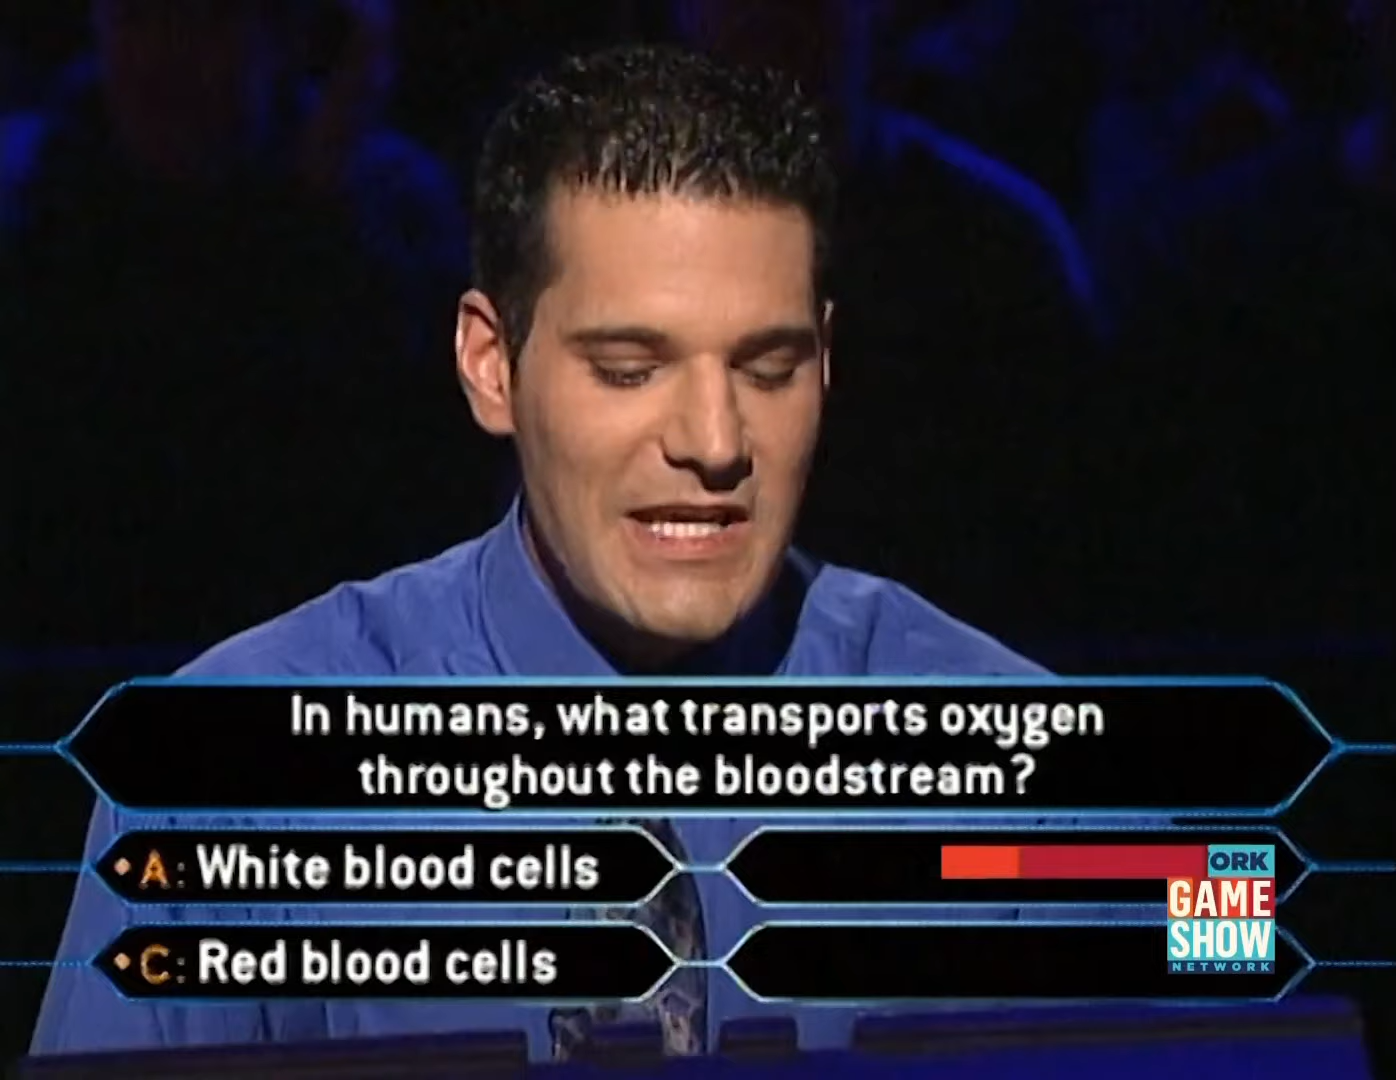 In humans, what transports oxygen
throughout the bloodstream?
A: White blood cells
C: Red blood cells
ORK
GAME
SHOW
NETWORK